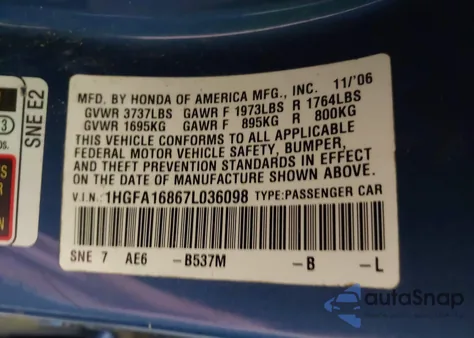 MFD. BY HONDA OF AMERICA MFG., INC. 11/'06
GVWR 3737LBS GAWR F 1973LBS R 1764LBS
GVWR 1695KG GAWR F 895KG R 800KG
THIS VEHICLE CONFORMS TO ALL APPLICABLE
FEDERAL MOTOR VEHICLE SAFETY, BUMPER,
AND THEFT PREVENTION STANDARDS IN EFFECT
ON THE DATE OF MANUFACTURE SHOWN ABOVE.
V.I.N.: 1HGFA16867L036098 TYPE:PASSENGER CAR
SNE 7 AE6 -B537M -B -L
SNE E2
3
os.
S
R
N
autoSnap